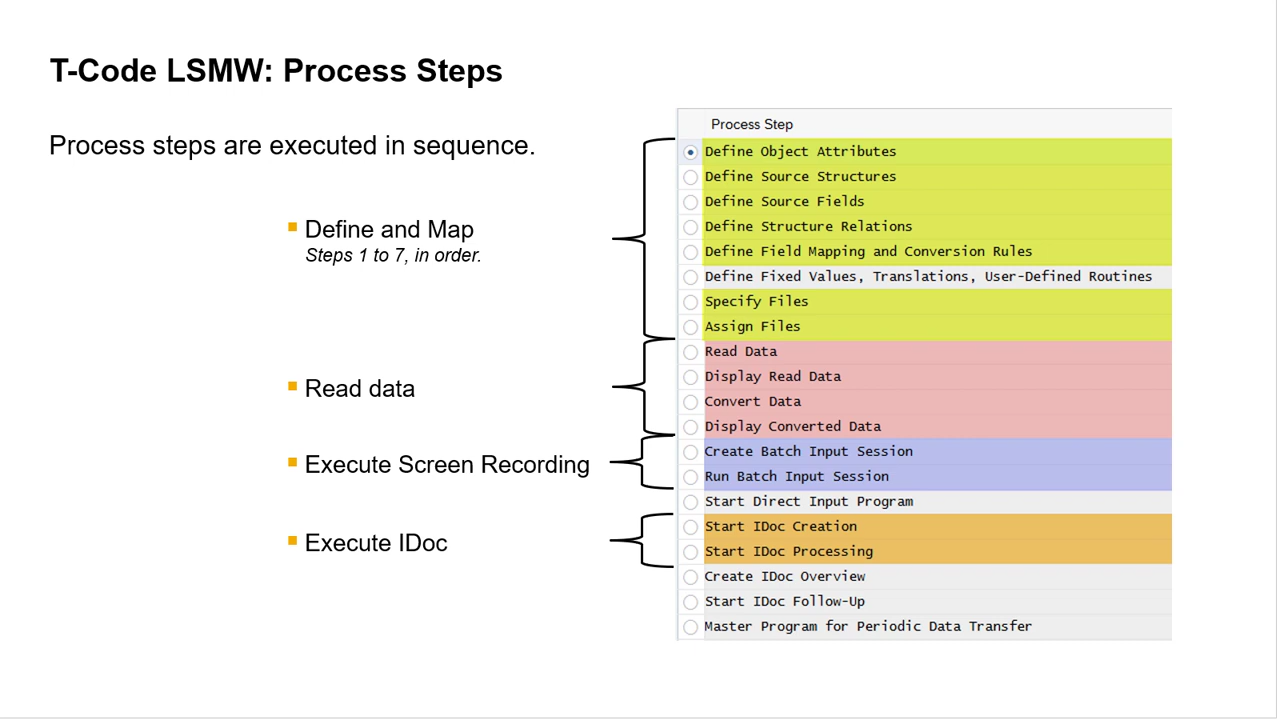 T-Code LSMW: Process Steps
Process steps are executed in sequence.
Define and Map
Steps 1 to 7, in order.
Read data
Execute Screen Recording
Execute IDoc
Process Step
Define Object Attributes
Define Source Structures
Define Source Fields
Define Structure Relations
Define Field Mapping and Conversion Rules
Define Fixed Values, Translations, User-Defined Routines
Specify Files
Assign Files
Read Data
Display Read Data
Convert Data
Display Converted Data
Create Batch Input Session
Run Batch Input Session
Start Direct Input Program
Start IDoc Creation
Start IDoc Processing
Create IDoc Overview
Start IDoc Follow-Up
Master Program for Periodic Data Transfer